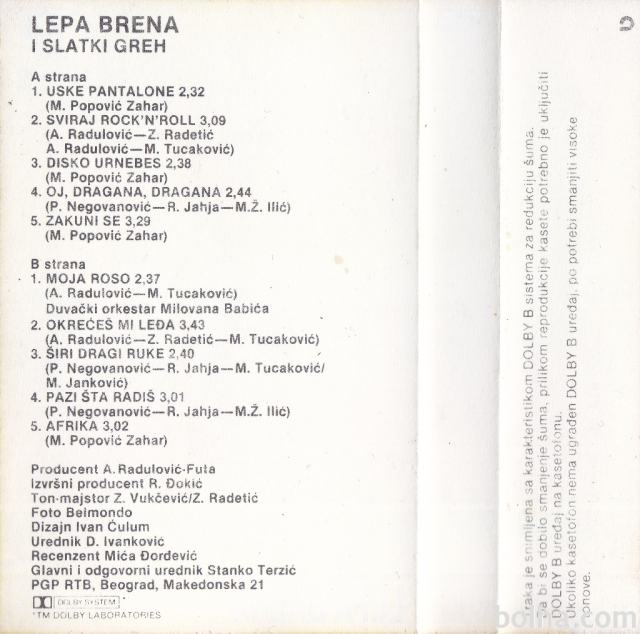 LEPA BRENA
I SLATKI GREH
A strana
1. USKE PANTALONE 2,32
(M. Popović Zahar)
2. SVIRAJ ROCK'N'ROLL 3,09
(A. Radulović—Z. Radetić
A. Radulović—M. Tucaković)
3. DISKO URNEBES 2,38
(M. Popović Zahar)
4. OJ, DRAGANA, DRAGANA 2,44
(P. Negovanović—R. Jahja—M.Ž. Ilić)
5. ZAKUNI SE 3,29
(M. Popović Zahar)
B strana
1. MOJA ROSO 2,37
(A. Radulović—M. Tucaković)
Duvački orkestar Milovana Babića
2. OKREĆEŠ MI LEĐA 3,43
(A. Radulović—Z. Radetić—M. Tucaković)
3. ŠIRI DRAGI RUKE 2,40
(P. Negovanović—R. Jahja—M. Tucaković/
M. Janković)
4. PAZI ŠTA RADIŠ 3,01
(P. Negovanović—R. Jahja—M.Ž. Ilić)
5. AFRIKA 3,02
(M. Popović Zahar)
Producent A. Radulović-Futa
Izvršni producent R. Đokić
Ton-majstor Z. Vukčević/Z. Radetić
Foto Belmondo
Dizajn Ivan Ćulum
Urednik D. Ivanković
Recenzent Mića Đorđević
Glavni i odgovorni urednik Stanko Terzić
PGP RTB, Beograd, Makedonska 21
DOLBY SYSTEM
*TM DOLBY LABORATORIES
raka je snimljena sa karakteristikom DOLBY B sistema za redukciju šuma.
a bi se dobilo smanjenje šuma, prilikom reprodukcije kasete potrebno je uključiti
DOLBY B uređaj na kasetofonu.
Ukoliko kasetofon nema ugrađen DOLBY B uređaj, po potrebi smanjiti visoke
onove.
bolha.com